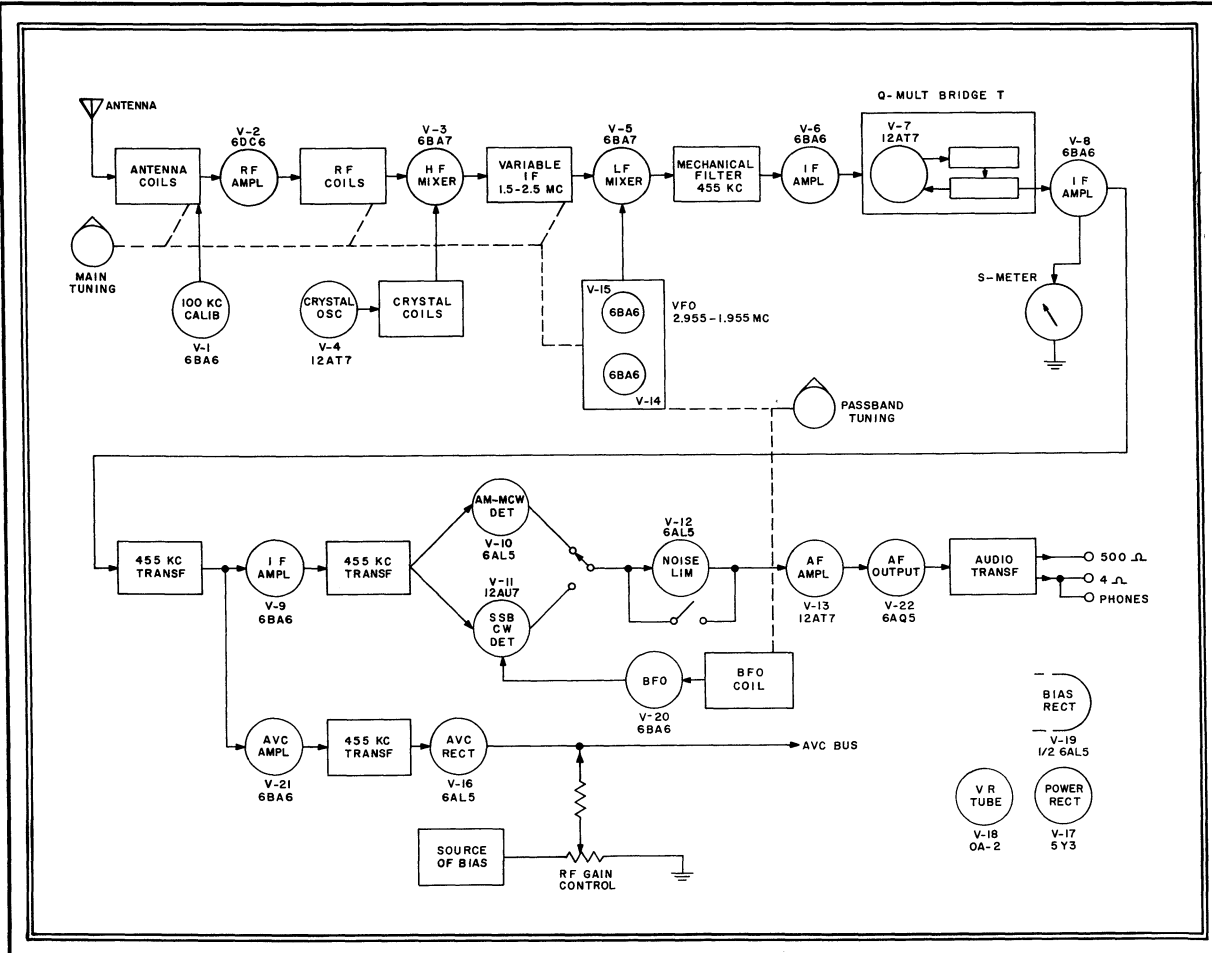 Q-MULT BRIDGE T
ANTENNA
V-2
6DC6
V-3
6BA7
V-5
6BA7
V-6
6BA6
V-7
12AT7
V-8
6BA6
ANTENNA
COILS
RF
AMPL
RF
COILS
HF
MIXER
VARIABLE
IF
1.5-2.5 MC
LF
MIXER
MECHANICAL
FILTER
455 KC
IF
AMPL
IF
AMPL
MAIN
TUNING
100 KC
CALIB
V-1
6BA6
CRYSTAL
OSC
V-4
12AT7
CRYSTAL
COILS
V-15
6BA6
6BA6
V-14
VFO
2.955-1.955 MC
S-METER
PASSBAND
TUNING
455 KC
TRANSF
IF
AMPL
V-9
6BA6
455 KC
TRANSF
AM-MCW
DET
V-10
6AL5
V-11
12AU7
SSB
CW
DET
V-12
6AL5
NOISE
LIM
AF
AMPL
V-13
12AT7
AF
OUTPUT
V-22
6AQ5
AUDIO
TRANSF
500 Ω
4 Ω
PHONES
BFO
V-20
6BA6
BFO
COIL
BIAS
RECT
V-19
1/2 6AL5
AVC
AMPL
V-21
6BA6
455 KC
TRANSF
AVC
RECT
V-16
6AL5
AVC BUS
VR
TUBE
V-18
OA-2
POWER
RECT
V-17
5Y3
SOURCE
OF BIAS
RF GAIN
CONTROL